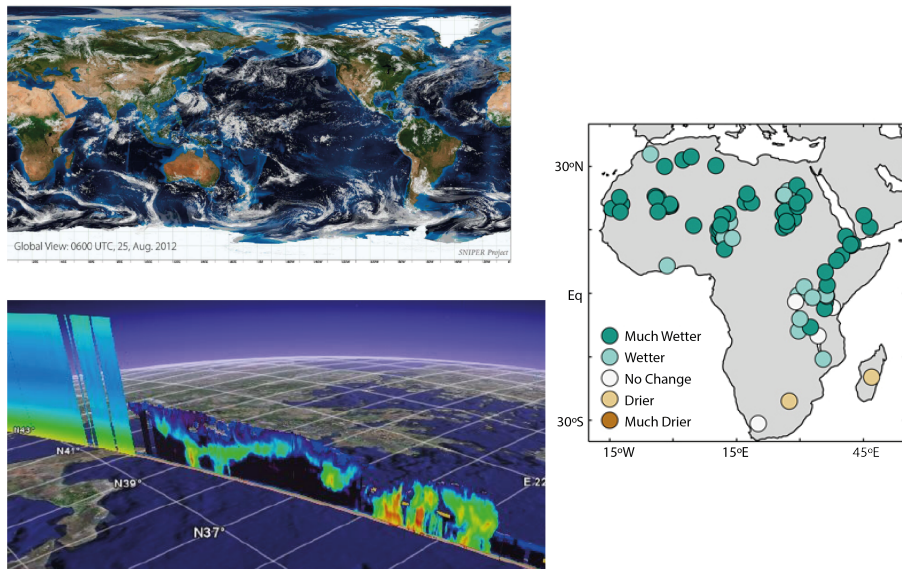 Global View: 0600 UTC, 25, Aug. 2012
SNIPER Project
N43°
N41°
N39°
N37°
E 22
30°N
Eq
30°S
Much Wetter
Wetter
No Change
Drier
Much Drier
15°W
15°E
45°E